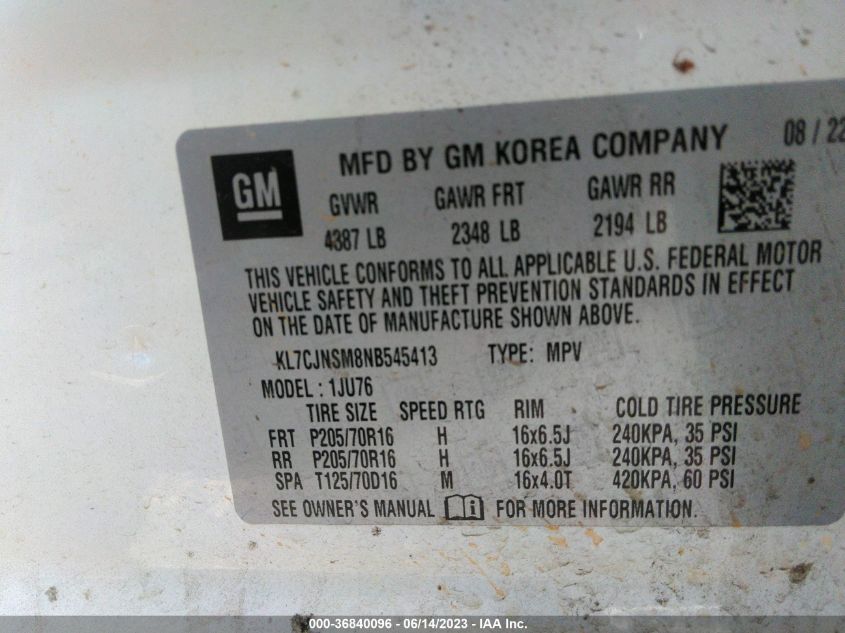 MFD BY GM KOREA COMPANY 08 / 22
GM
GVWR GAWR FRT GAWR RR
4387 LB 2348 LB 2194 LB
THIS VEHICLE CONFORMS TO ALL APPLICABLE U.S. FEDERAL MOTOR
VEHICLE SAFETY AND THEFT PREVENTION STANDARDS IN EFFECT
ON THE DATE OF MANUFACTURE SHOWN ABOVE.
KL7CJNSM8NB545413 TYPE: MPV
MODEL : 1JU76
TIRE SIZE SPEED RTG RIM COLD TIRE PRESSURE
FRT P205/70R16 H 16x6.5J 240KPA, 35 PSI
RR P205/70R16 H 16x6.5J 240KPA, 35 PSI
SPA T125/70D16 M 16x4.0T 420KPA, 60 PSI
SEE OWNER'S MANUAL FOR MORE INFORMATION.
000-36840096 - 06/14/2023 - IAA Inc.